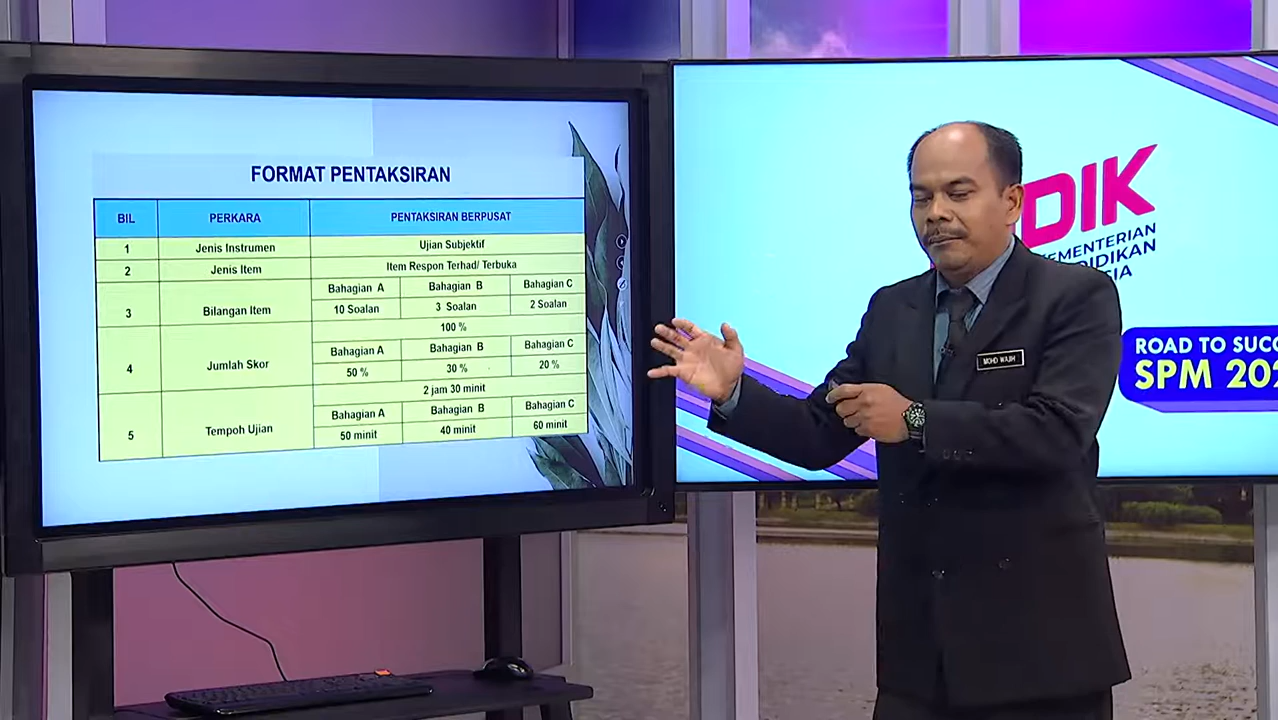 FORMAT PENTAKSIRAN
BIL PERKARA PENTAKSIRAN BERPUSAT
1 Jenis Instrumen Ujian Subjektif
2 Jenis Item Item Respon Terhad/ Terbuka
3 Bilangan Item
Bahagian A Bahagian B Bahagian C
10 Soalan 3 Soalan 2 Soalan
4 Jumlah Skor
100 %
Bahagian A Bahagian B Bahagian C
50 % 30 % 20 %
5 Tempoh Ujian
2 jam 30 minit
Bahagian A Bahagian B Bahagian C
50 minit 40 minit 60 minit
DIK
KEMENTERIAN
DIDIKAN
SIA
MOHD WAJIH
ROAD TO SUCC
SPM 202